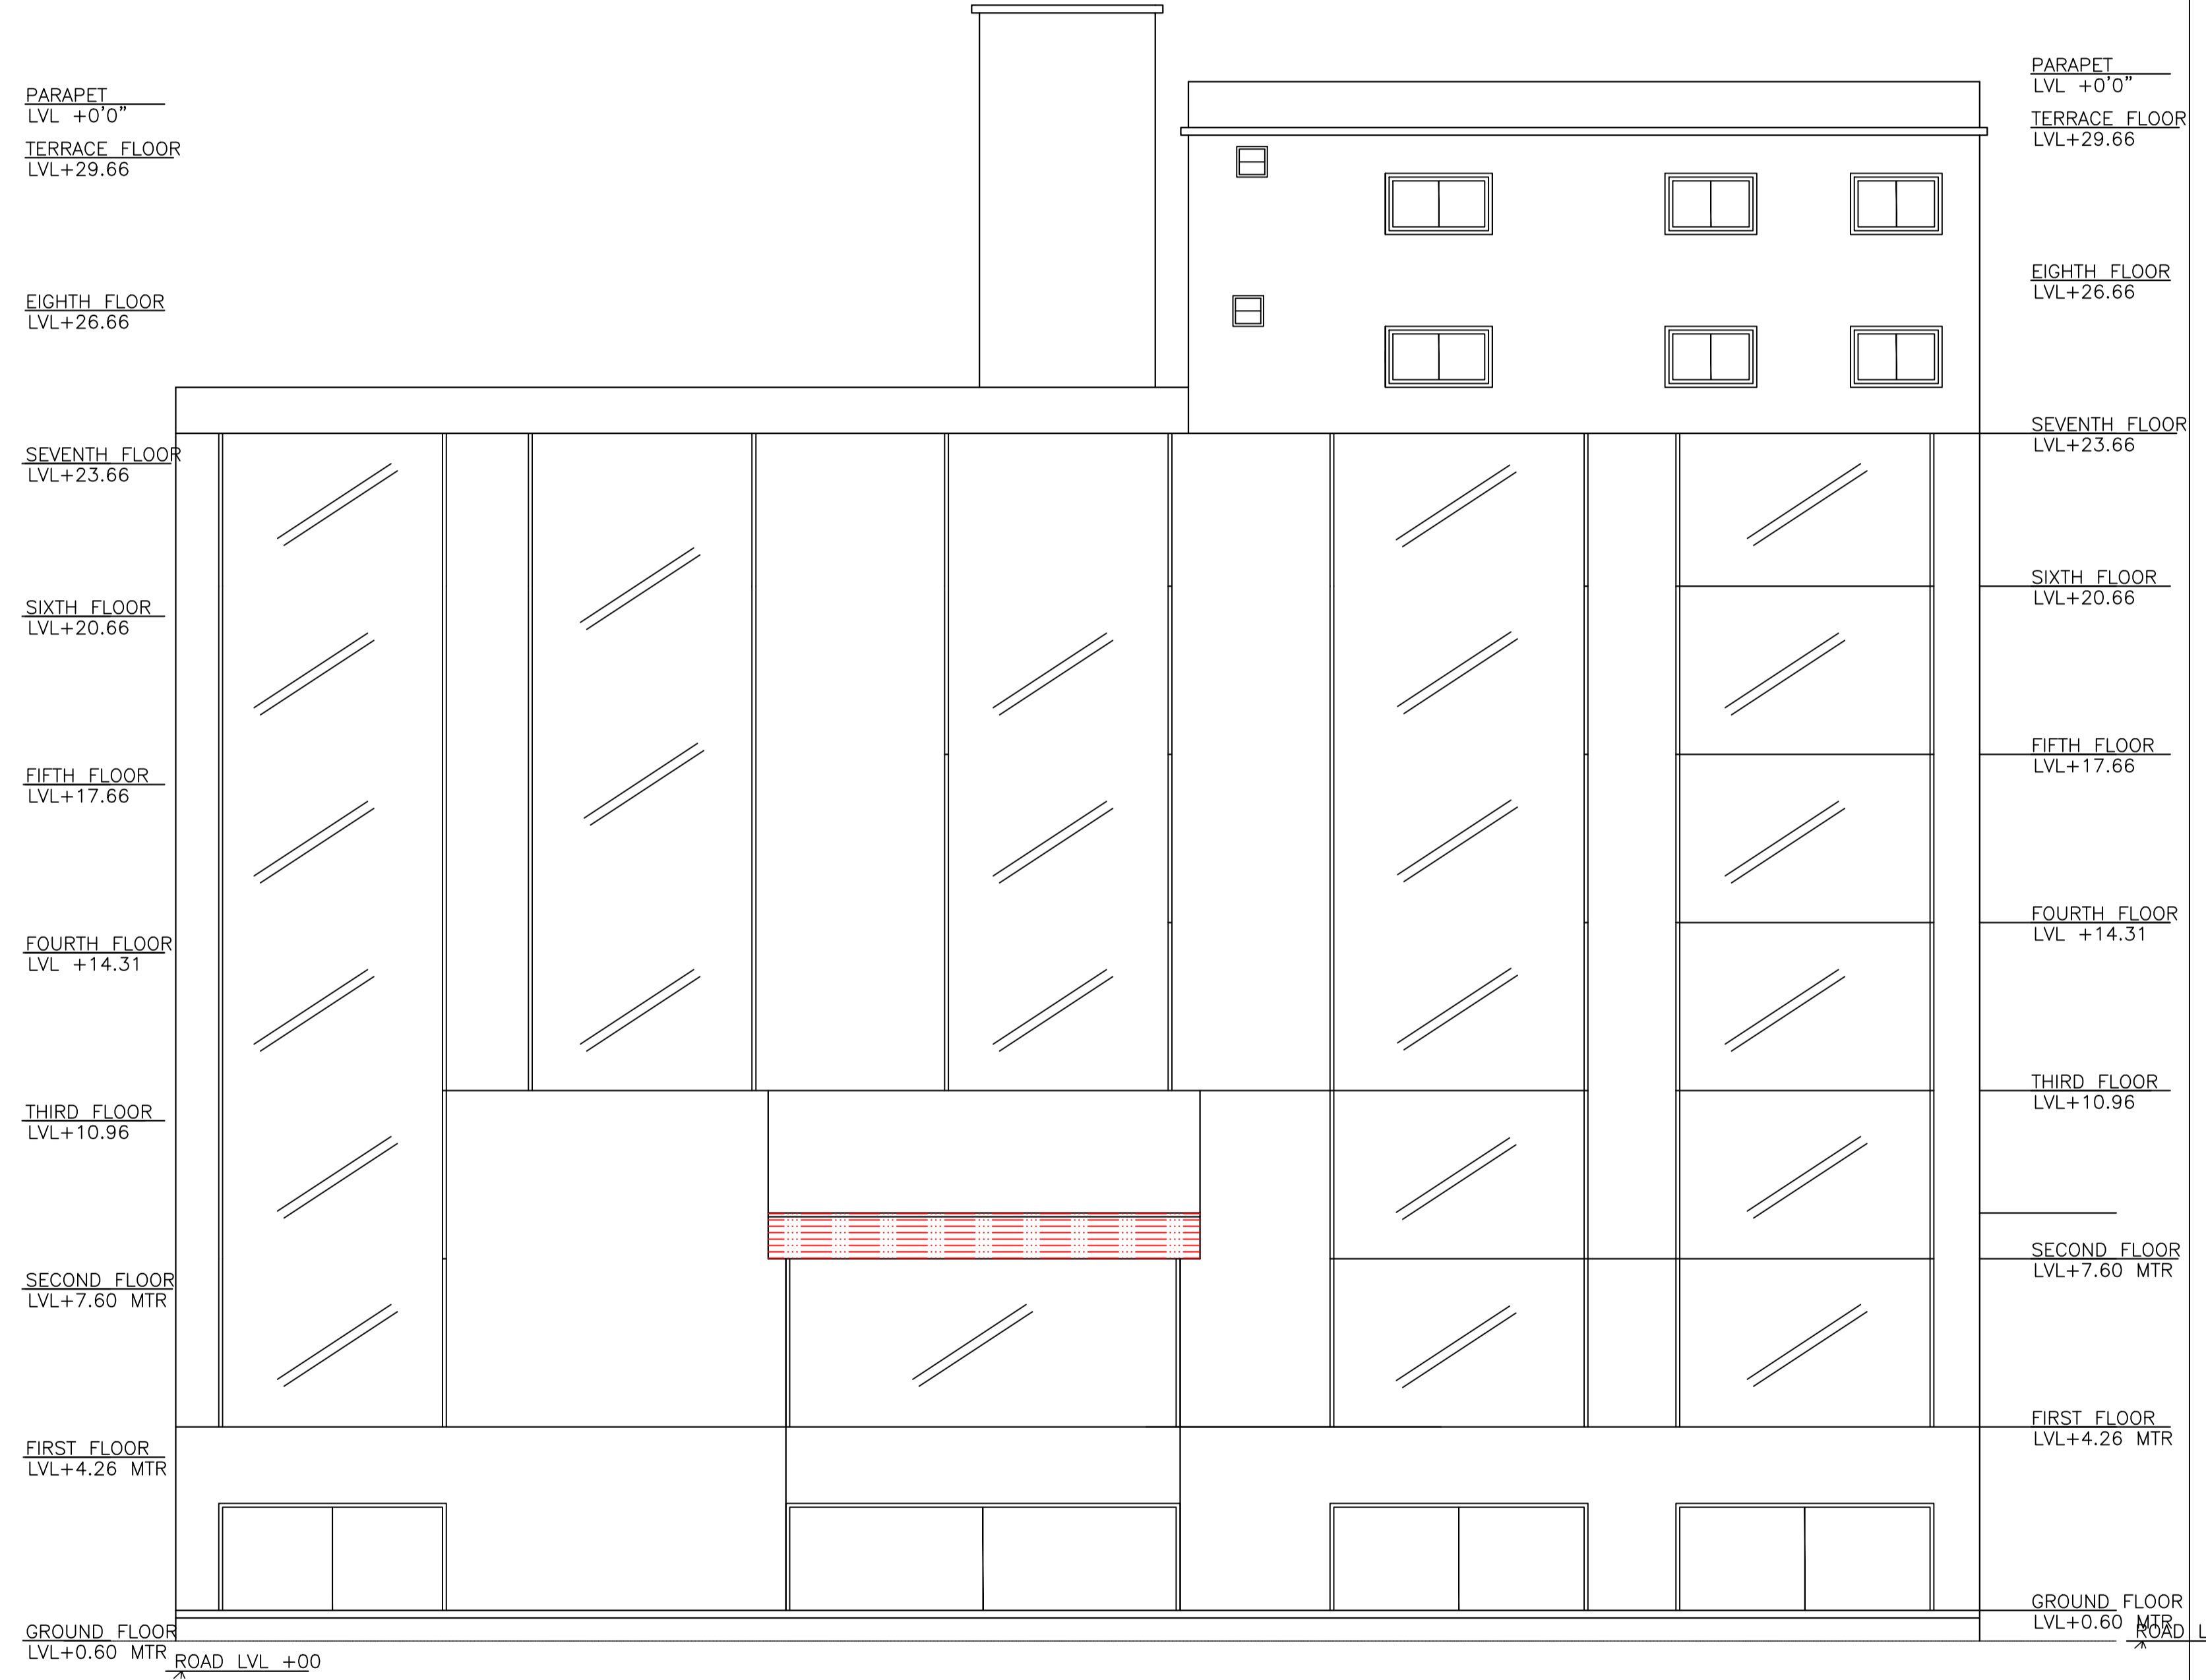 PARAPET
LVL +0'0"
TERRACE FLOOR
LVL+29.66
EIGHTH FLOOR
LVL+26.66
SEVENTH FLOOR
LVL+23.66
SIXTH FLOOR
LVL+20.66
FIFTH FLOOR
LVL+17.66
FOURTH FLOOR
LVL +14.31
THIRD FLOOR
LVL+10.96
SECOND FLOOR
LVL+7.60 MTR
FIRST FLOOR
LVL+4.26 MTR
GROUND FLOOR
LVL+0.60 MTR
ROAD LVL +00
PARAPET
LVL +0'0"
TERRACE FLOOR
LVL+29.66
EIGHTH FLOOR
LVL+26.66
SEVENTH FLOOR
LVL+23.66
SIXTH FLOOR
LVL+20.66
FIFTH FLOOR
LVL+17.66
FOURTH FLOOR
LVL +14.31
THIRD FLOOR
LVL+10.96
SECOND FLOOR
LVL+7.60 MTR
FIRST FLOOR
LVL+4.26 MTR
GROUND FLOOR
LVL+0.60 MTR
ROAD